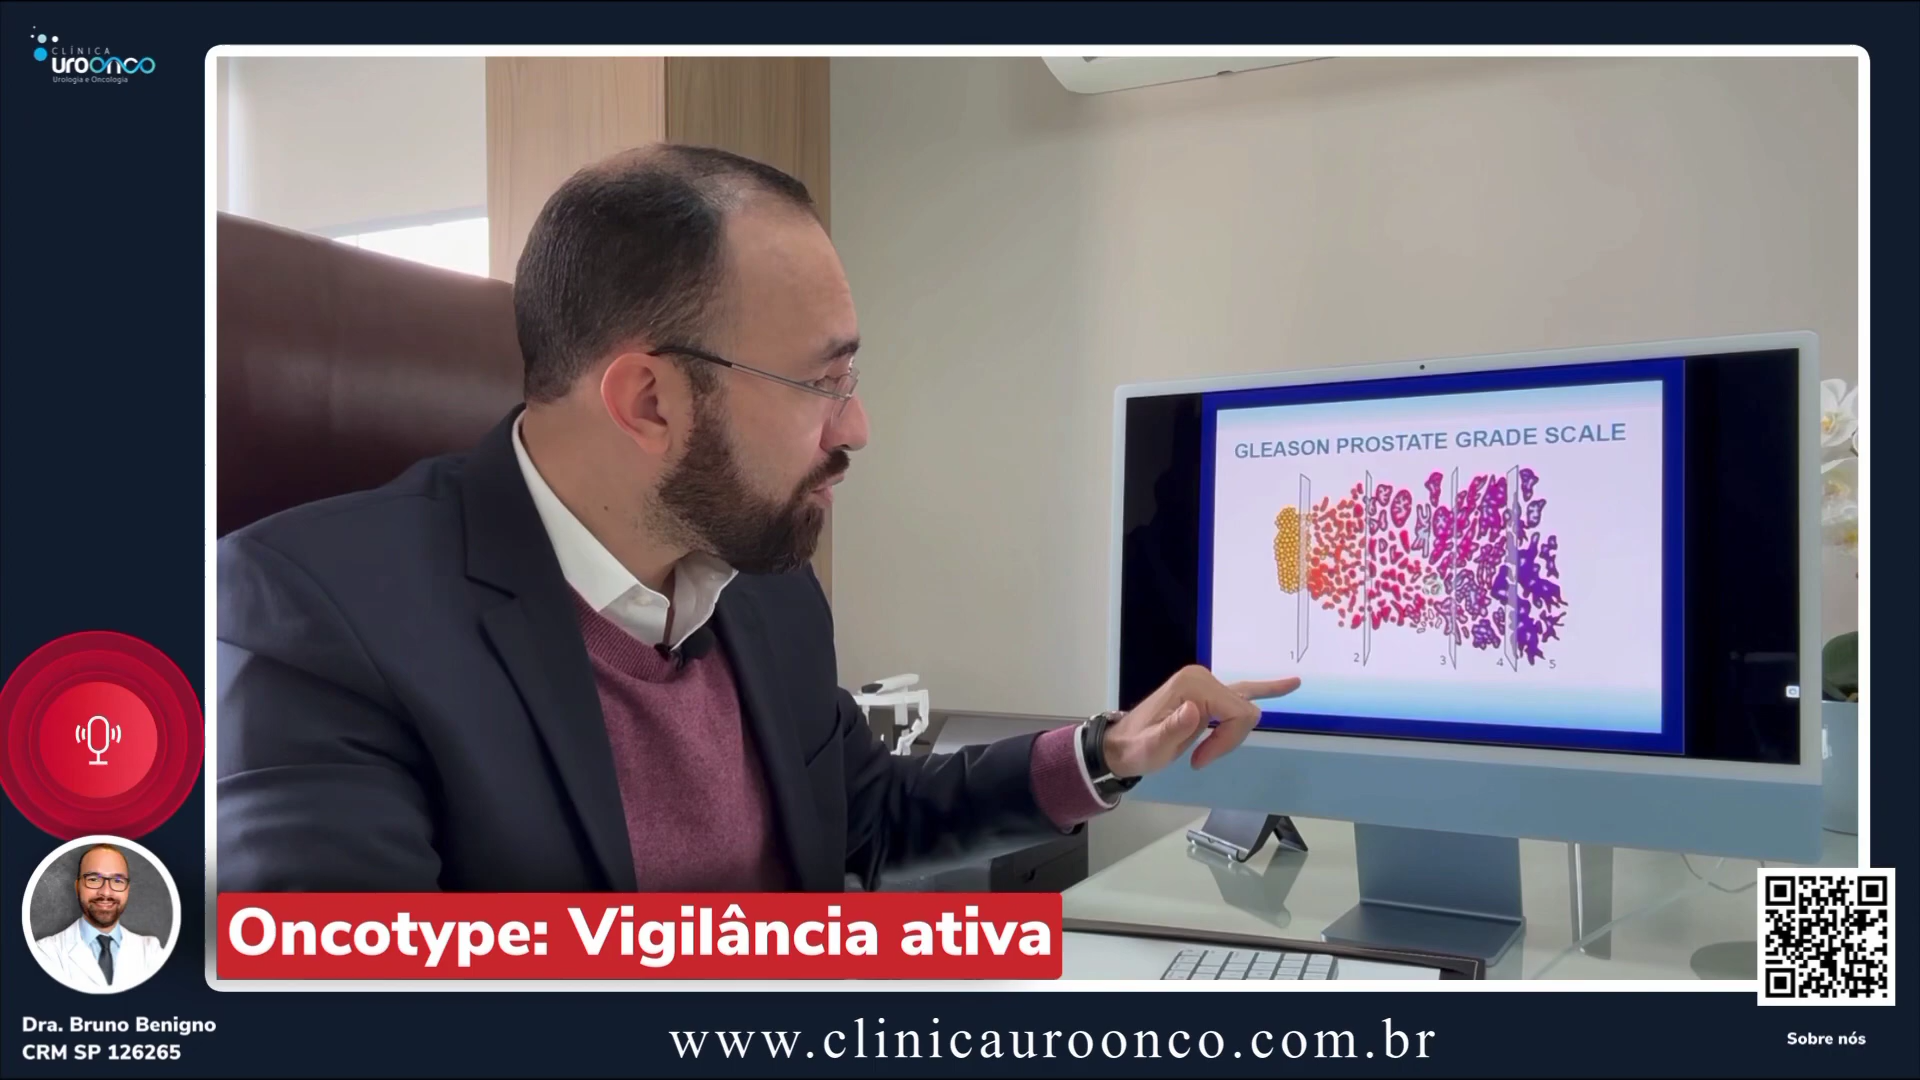 CLÍNICA
uroonco
Urologia e Oncologia
GLEASON PROSTATE GRADE SCALE
1 2 3 4 5
Oncotype: Vigilância ativa
Dra. Bruno Benigno
CRM SP 126265
www.clinicauroonco.com.br
Sobre nós